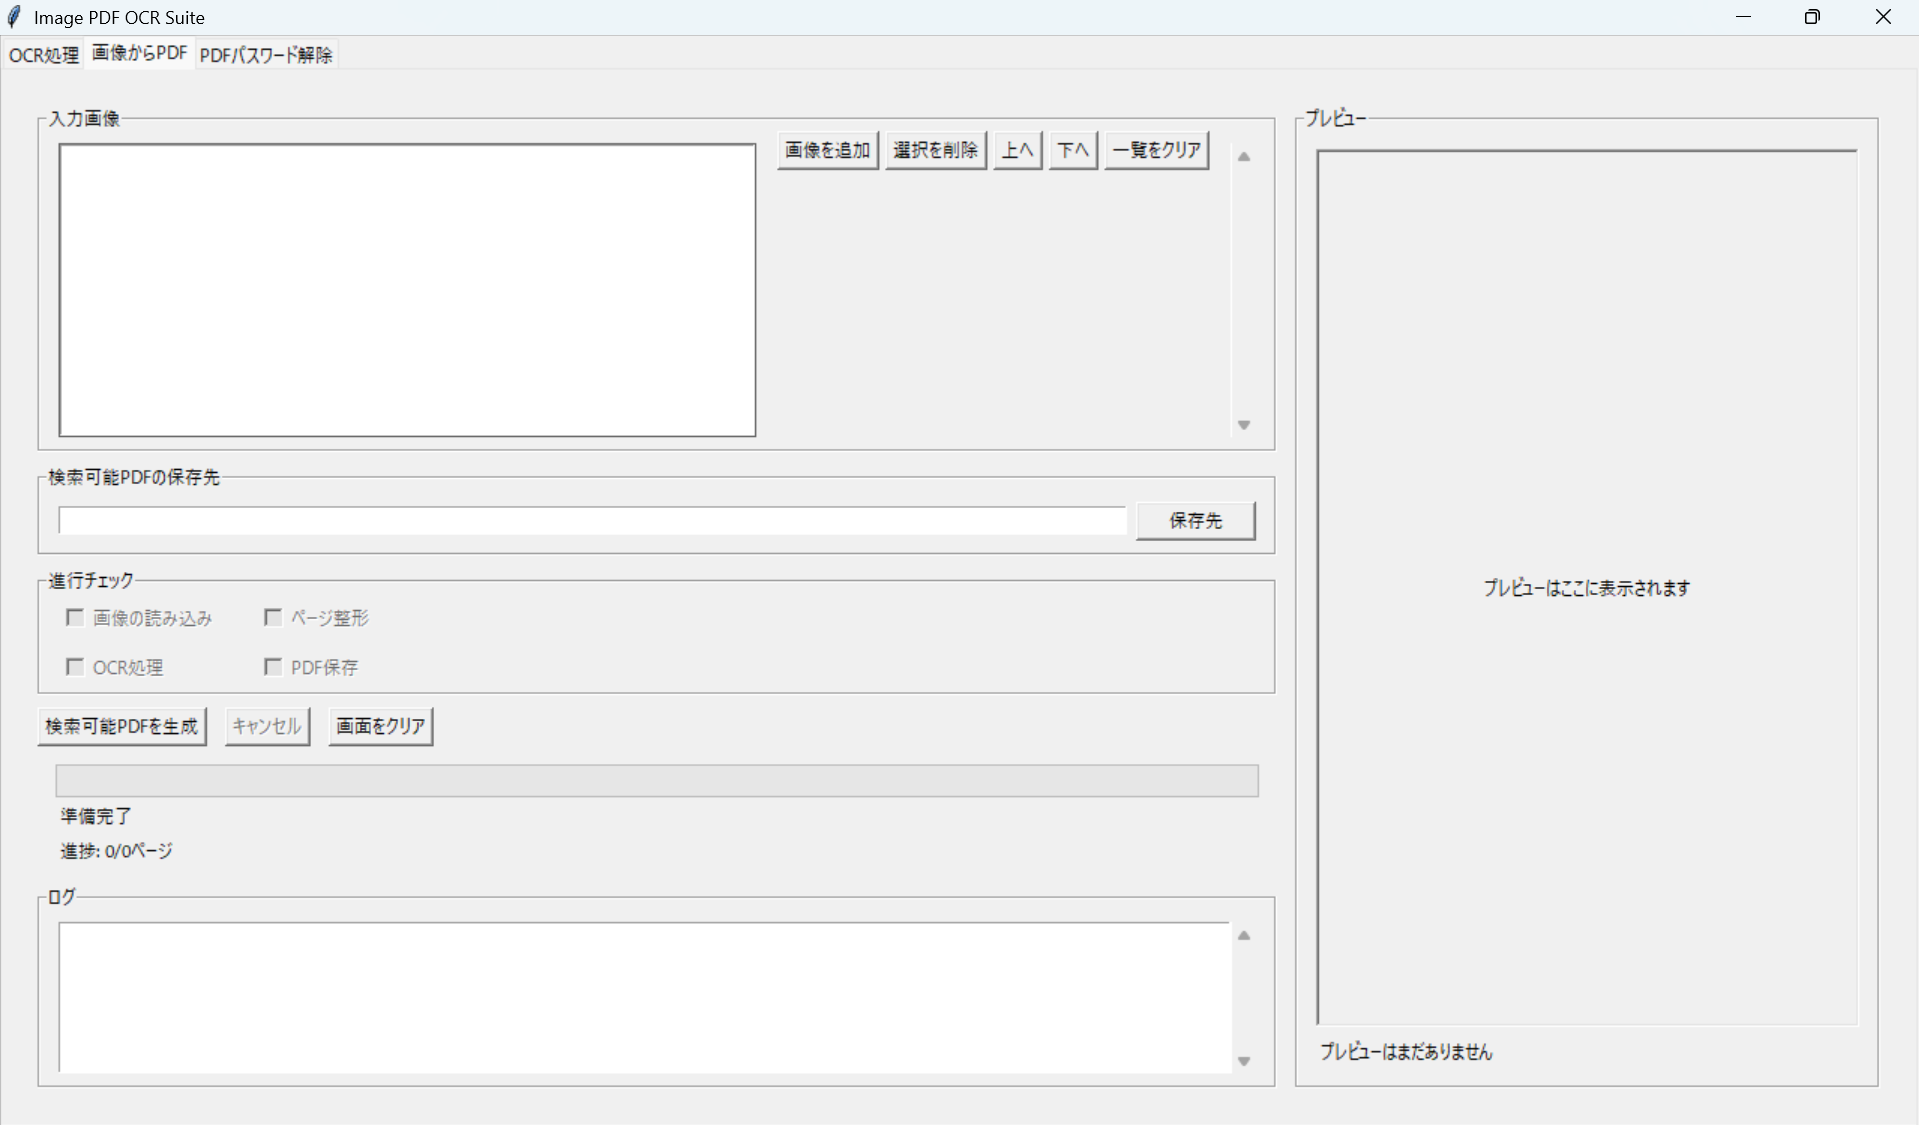 Image PDF OCR Suite
OCR処理 画像からPDF PDFパスワード解除
入力画像
画像を追加 選択を削除 上へ 下へ 一覧をクリア
検索可能PDFの保存先
保存先
進行チェック
画像の読み込み ページ整形
OCR処理 PDF保存
検索可能PDFを生成 キャンセル 画面をクリア
準備完了
進捗: 0/0ページ
ログ
プレビュー
プレビューはここに表示されます
プレビューはまだありません